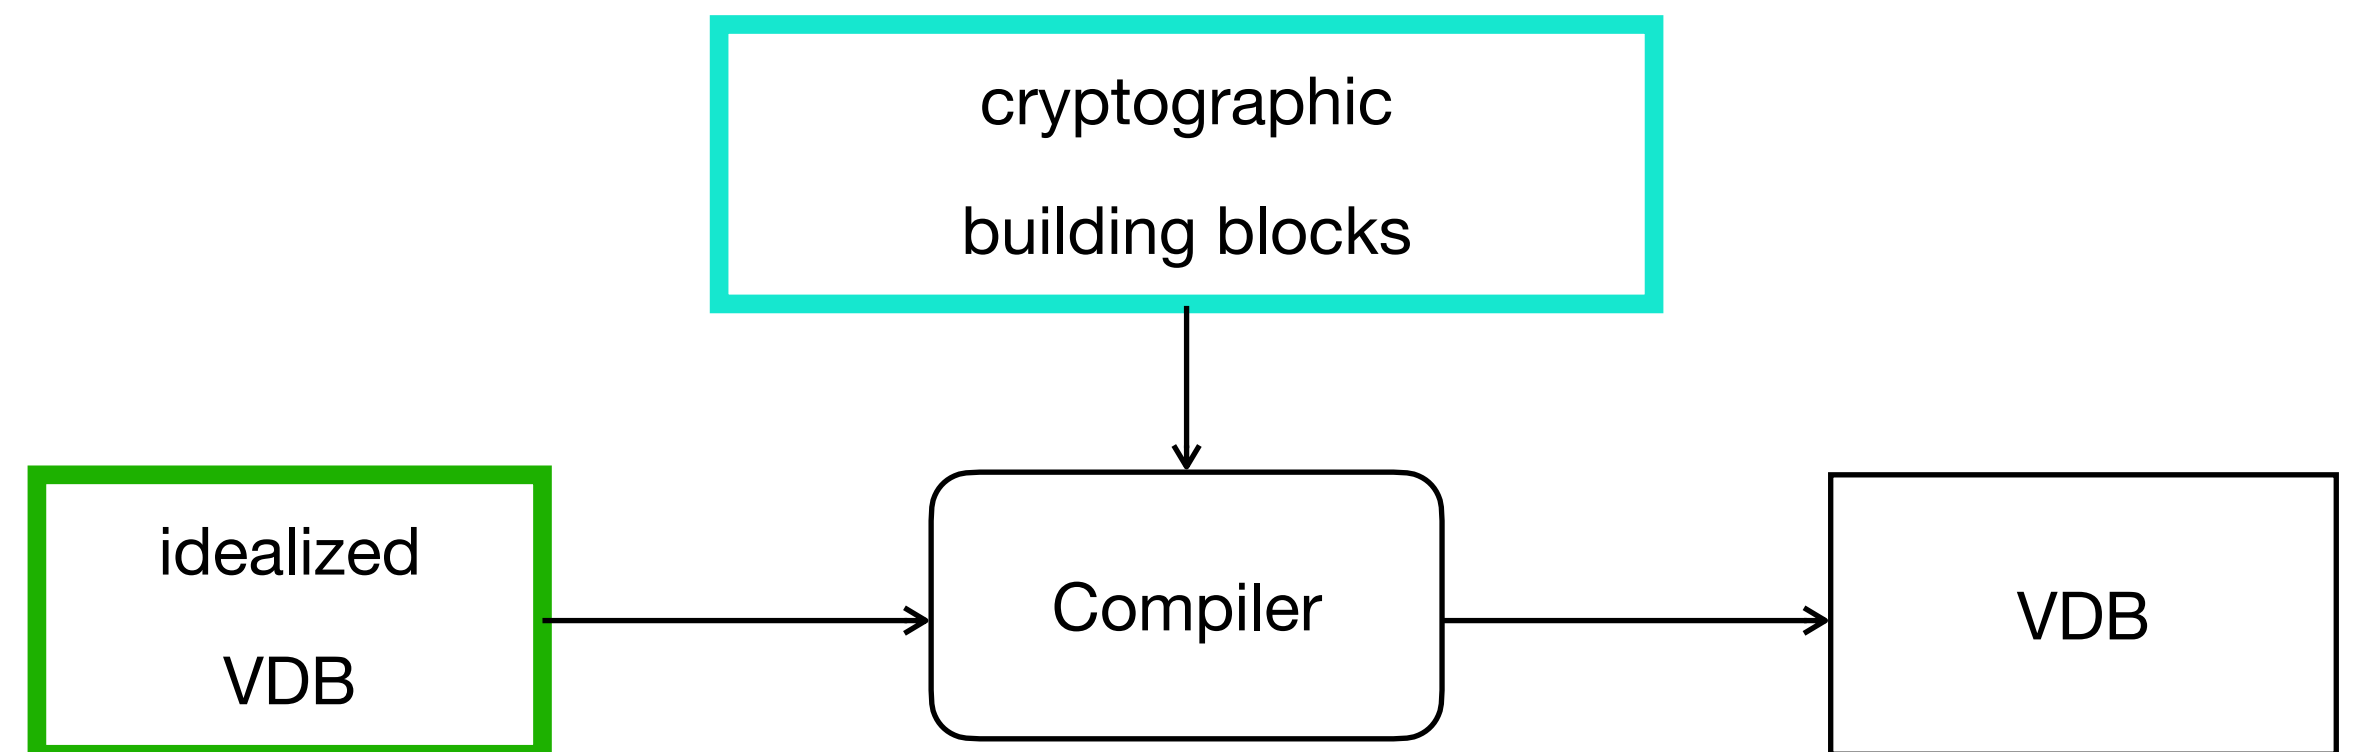 cryptographic
building blocks
idealized
VDB
Compiler
VDB